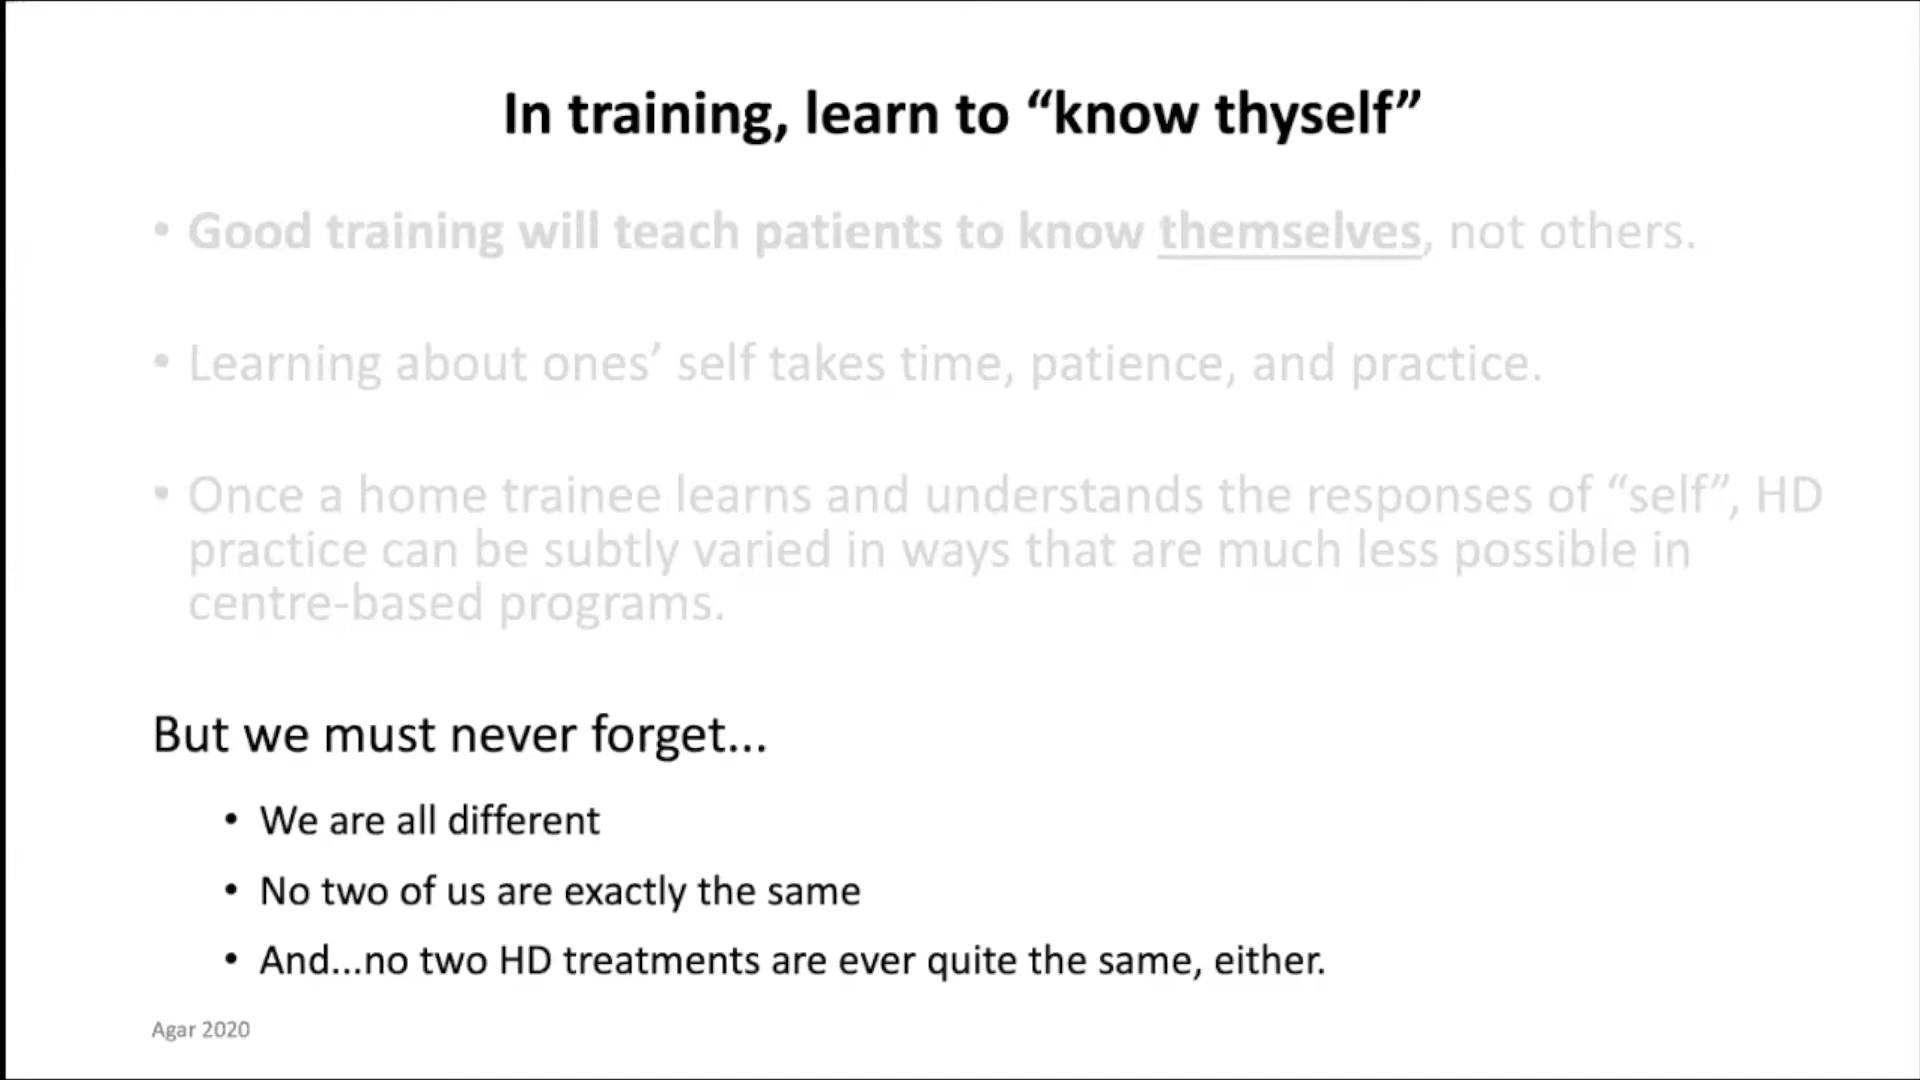 In training, learn to “know thyself”
• Good training will teach patients to know themselves, not others.
• Learning about ones’ self takes time, patience, and practice.
• Once a home trainee learns and understands the responses of “self”, HD
practice can be subtly varied in ways that are much less possible in
centre-based programs.
But we must never forget...
• We are all different
• No two of us are exactly the same
• And...no two HD treatments are ever quite the same, either.
Agar 2020